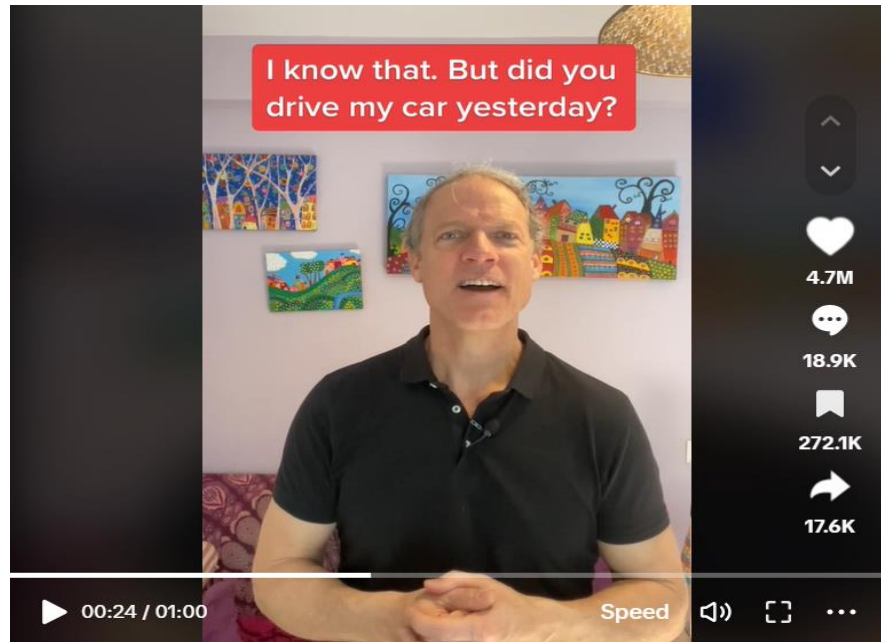 I know that. But did you
drive my car yesterday?
4.7M
18.9K
272.1K
17.6K
00:24 / 01:00
Speed